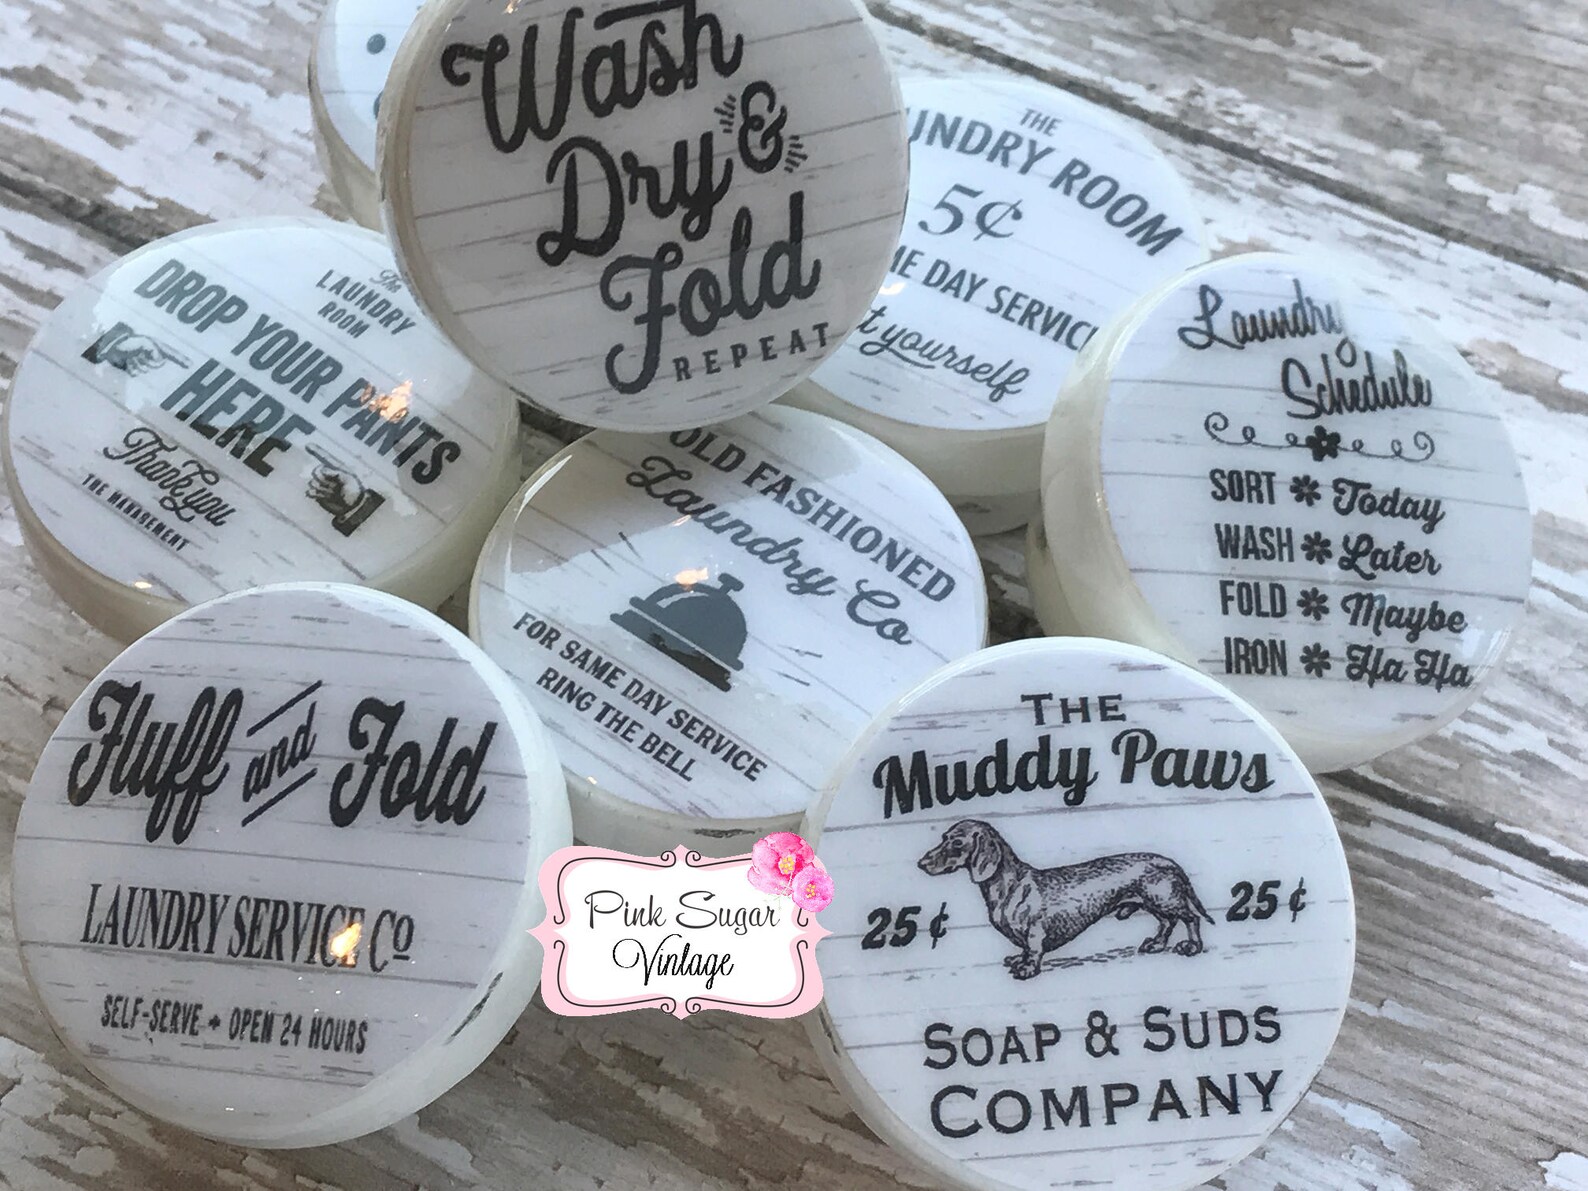 Wash
Dry &
Fold
REPEAT
THE
LAUNDRY ROOM
5¢
SAME DAY SERVICE
yourself
The
LAUNDRY
ROOM
DROP YOUR PANTS
HERE
Thank you
THE MANAGEMENT
Laundry
Schedule
SORT * Today
WASH * Later
FOLD * Maybe
IRON * Ha Ha
OLD FASHIONED
Laundry Co
FOR SAME DAY SERVICE
RING THE BELL
Fluff and Fold
LAUNDRY SERVICE Co
SELF-SERVE + OPEN 24 HOURS
THE
Muddy Paws
25¢ 25¢
SOAP & SUDS
COMPANY
Pink Sugar
Vintage